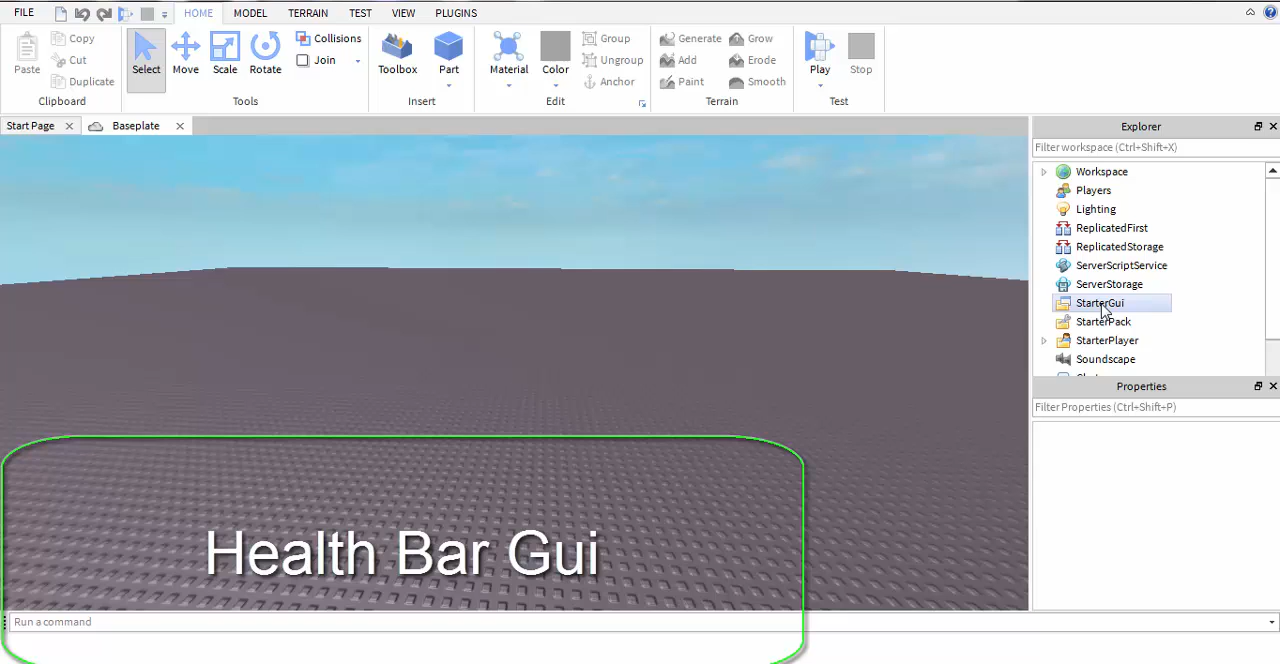 FILE HOME MODEL TERRAIN TEST VIEW PLUGINS
Paste Copy Cut Duplicate Clipboard
Select Move Scale Rotate Collisions Join Tools
Toolbox Part Insert
Material Color Group Ungroup Anchor Edit
Generate Grow Add Erode Paint Smooth Terrain
Play Stop Test
Start Page Baseplate
Explorer
Filter workspace (Ctrl+Shift+X)
Workspace
Players
Lighting
ReplicatedFirst
ReplicatedStorage
ServerScriptService
ServerStorage
StarterGui
StarterPack
StarterPlayer
Soundscape
Properties
Filter Properties (Ctrl+Shift+P)
Health Bar Gui
Run a command